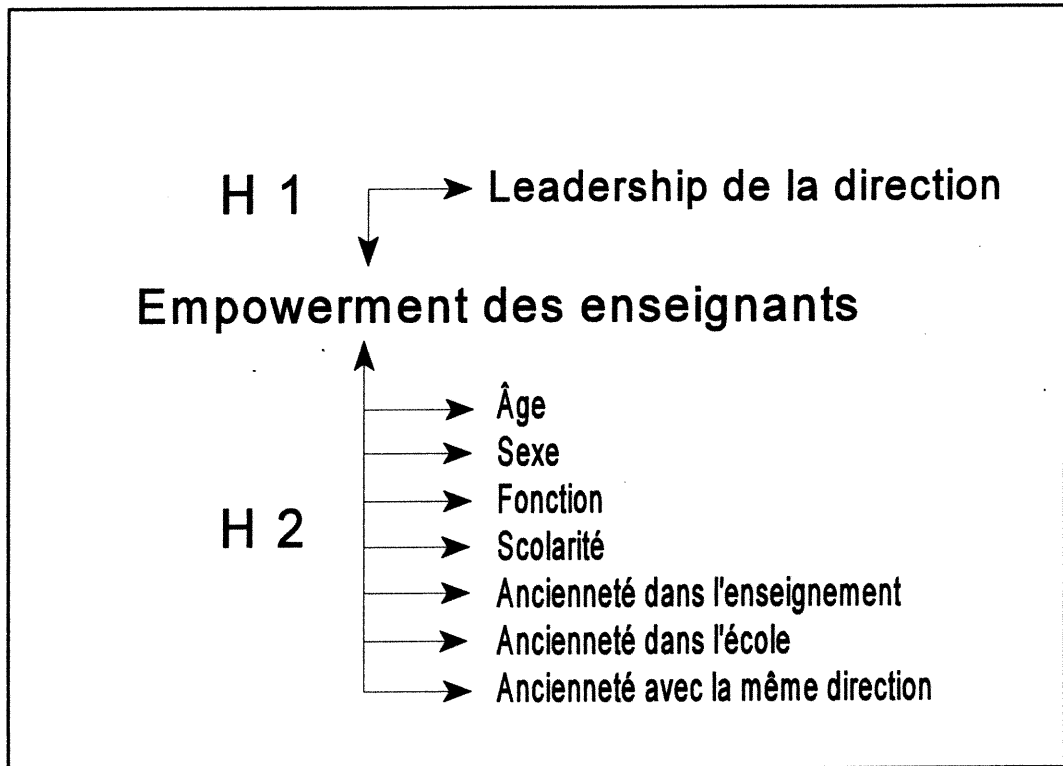 H 1
Leadership de la direction
Empowerment des enseignants
Âge
Sexe
Fonction
H 2
Scolarité
Ancienneté dans l'enseignement
Ancienneté dans l'école
Ancienneté avec la même direction